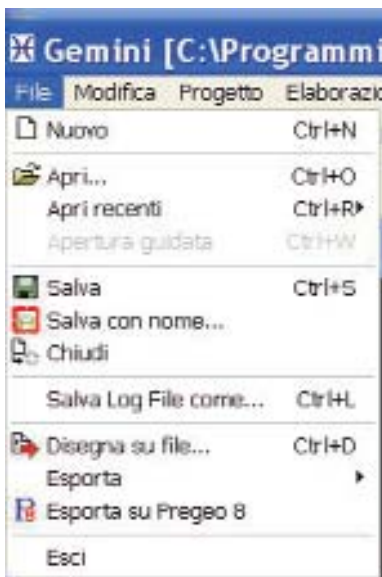 Gemini [C:\Programmi
File Modifica Progetto Elaborazio
Nuovo Ctrl+N
Apri... Ctrl+O
Apri recenti Ctrl+R
Apertura guidata Ctrl+W
Salva Ctrl+S
Salva con nome...
Chiudi
Salva Log File come... Ctrl+L
Disegna su file... Ctrl+D
Esporta
Esporta su Pregeo 8
Esci